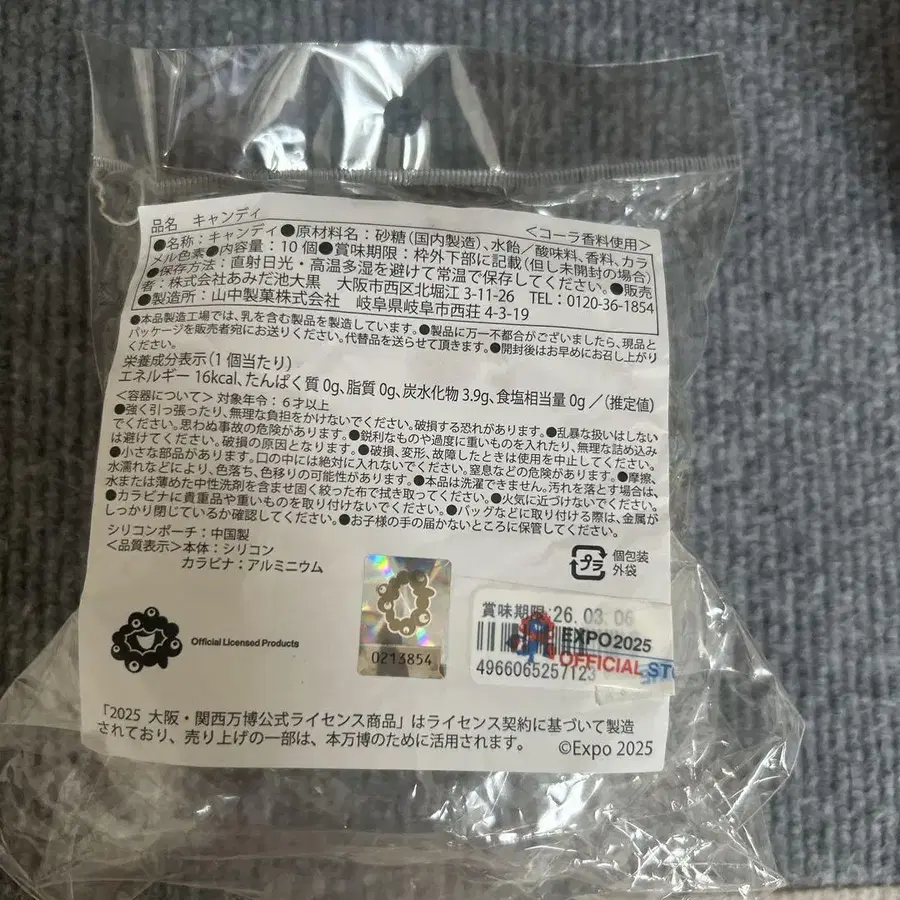 品名 キャンディ ＜コーラ香料使用＞
●名称：キャンディ●原材料名：砂糖（国内製造）、水飴／酸味料、香料、カラ
メル色素●内容量：10個●賞味期限：枠外下部に記載（但し未開封の場合）
●保存方法：直射日光・高温多湿を避けて常温で保存してください。●販売
者：株式会社あみだ池大黒 大阪市西区北堀江3-11-26 TEL：0120-36-1854
●製造所：山中製菓株式会社 岐阜県岐阜市西荘4-3-19
●本品製造工場では、乳を含む製品を製造しています。●製品に万一不都合がございましたら、現品と
パッケージを販売者宛にお送りください。代替品を送らせて頂きます。●開封後はお早めにお召し上がり
ください。
栄養成分表示（1個当たり）
エネルギー 16kcal、たんぱく質 0g、脂質 0g、炭水化物 3.9g、食塩相当量 0g ／（推定値）
＜容器について＞ 対象年令：6才以上
●強く引っ張ったり、無理な負担をかけないでください。破損する恐れがあります。●乱暴な扱いはしない
でください。思わぬ事故の危険があります。●鋭利なものや過度に重いものを入れたり、無理な詰め込み
は避けてください。破損の原因となります。●破損、変形、故障したときは使用を中止してください。
●小さな部品があります。口の中には絶対に入れないでください。窒息などの危険があります。●摩擦、
水濡れなどにより、色落ち、色移りの可能性があります。●本品は洗濯できません。汚れを落とす場合は、
水または薄めた中性洗剤を含ませ固く絞った布で拭き取ってください。●火気に近づけないでください。
●カラビナに貴重品や重いものを取り付けないでください。●バッグなどに取り付ける際は、金属が
しっかり閉じているか確認してください。●お子様の手の届かないところに保管してください。
シリコンポーチ：中国製
＜品質表示＞本体：シリコン
カラビナ：アルミニウム
プラ
個包装
外袋
Official Licensed Products
0213854
賞味期限:26.03.06
EXPO2025
OFFICIAL
4966065257123
「2025 大阪・関西万博公式ライセンス商品」はライセンス契約に基づいて製造
されており、売り上げの一部は、本万博のために活用されます。 ©Expo 2025